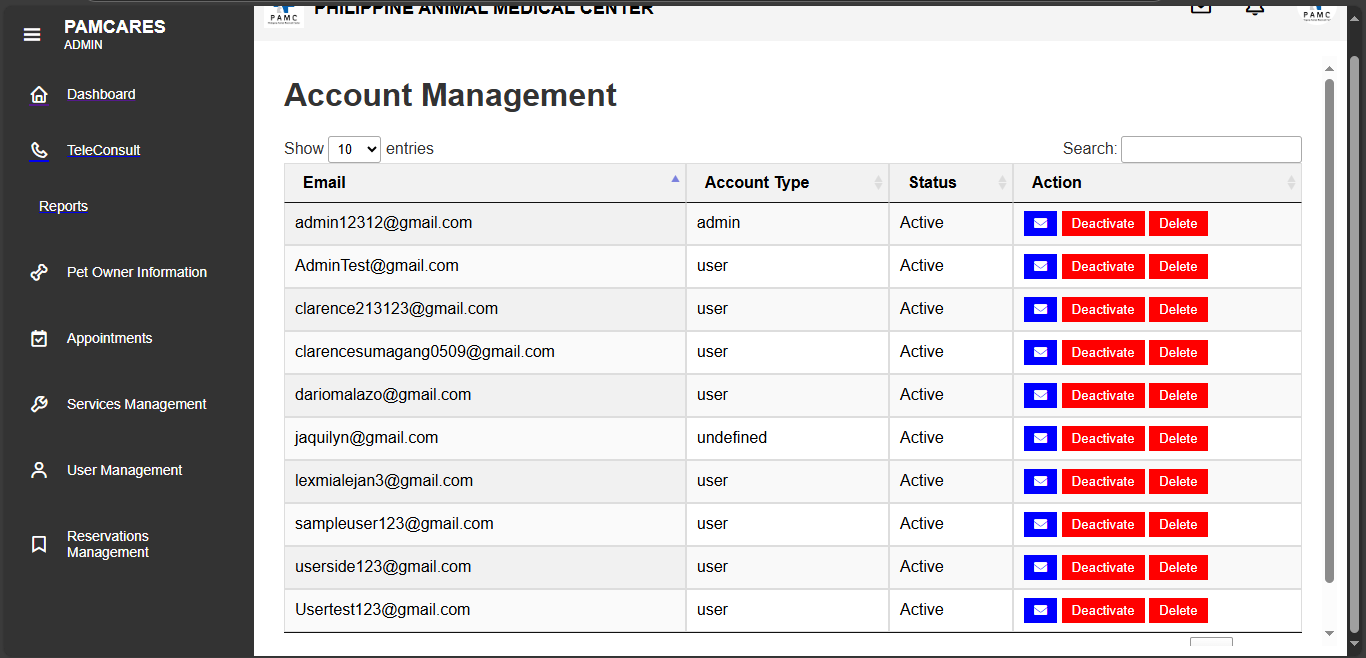 PAMCARES
ADMIN
Dashboard
TeleConsult
Reports
Pet Owner Information
Appointments
Services Management
User Management
Reservations
Management
PAMC
PHILIPPINE ANIMAL MEDICAL CENTER
PAMC
Account Management
Show 10 entries
Search:
Email Account Type Status Action
admin12312@gmail.com admin Active Deactivate Delete
AdminTest@gmail.com user Active Deactivate Delete
clarence213123@gmail.com user Active Deactivate Delete
clarencesumagang0509@gmail.com user Active Deactivate Delete
dariomalazo@gmail.com user Active Deactivate Delete
jaquilyn@gmail.com undefined Active Deactivate Delete
lexmialejan3@gmail.com user Active Deactivate Delete
sampleuser123@gmail.com user Active Deactivate Delete
userside123@gmail.com user Active Deactivate Delete
Usertest123@gmail.com user Active Deactivate Delete